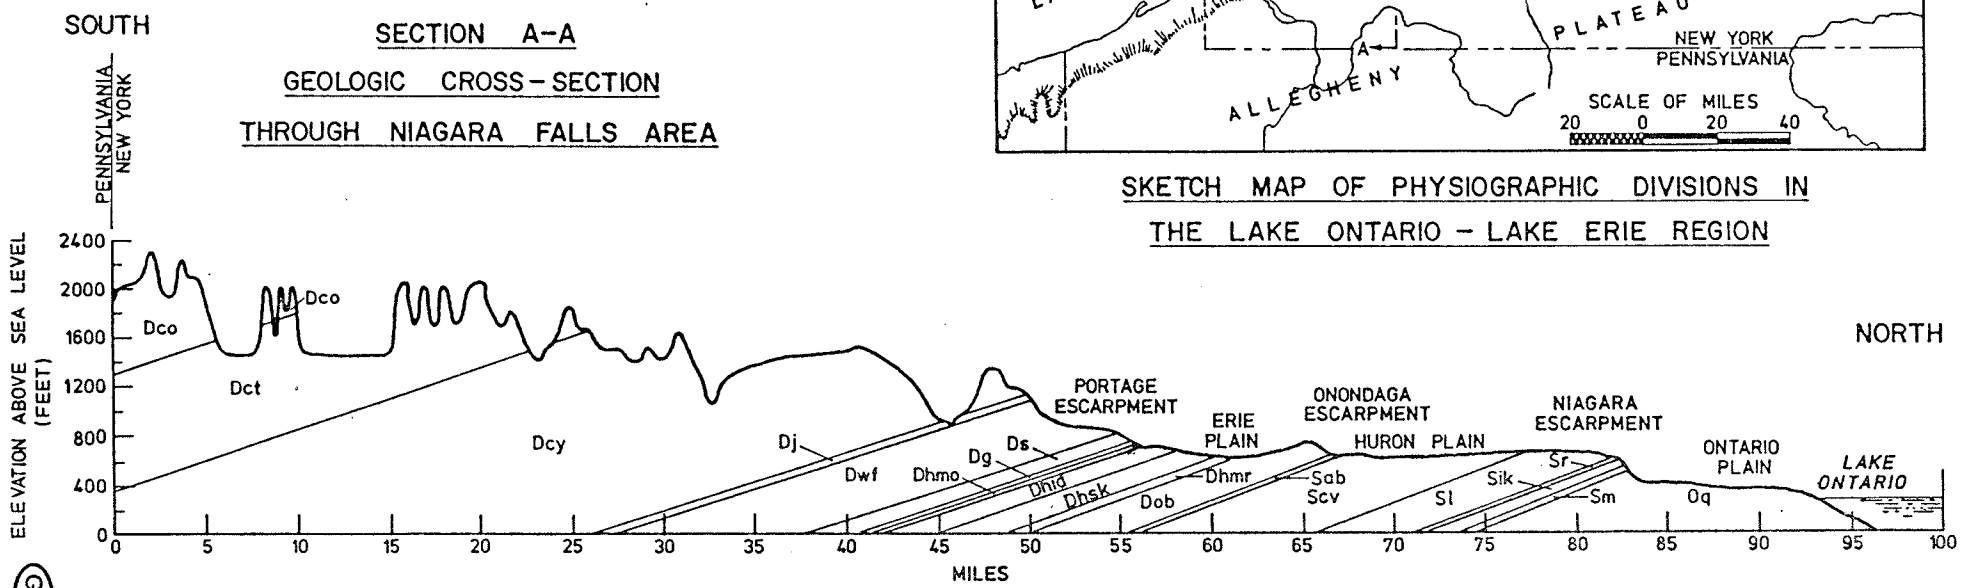 SOUTH
SECTION A-A
GEOLOGIC CROSS-SECTION
THROUGH NIAGARA FALLS AREA
PENNSYLVANIA
NEW YORK
PLATEAU
NEW YORK
PENNSYLVANIA
A
ALLEGHENY
SCALE OF MILES
20 0 20 40
SKETCH MAP OF PHYSIOGRAPHIC DIVISIONS IN
THE LAKE ONTARIO - LAKE ERIE REGION
ELEVATION ABOVE SEA LEVEL
(FEET)
2400
2000
1600
1200
800
400
0
NORTH
Dco
Dco
Dct
Dcy
Dj
Dwf
Ds
Dg
Dhmo
Dhid
Dhsk
Dob
Dhmr
Sab
Scv
Sl
Sik
Sr
Sm
Oq
PORTAGE
ESCARPMENT
ERIE
PLAIN
ONONDAGA
ESCARPMENT
HURON PLAIN
NIAGARA
ESCARPMENT
ONTARIO
PLAIN
LAKE
ONTARIO
0 5 10 15 20 25 30 35 40 45 50 55 60 65 70 75 80 85 90 95 100
MILES